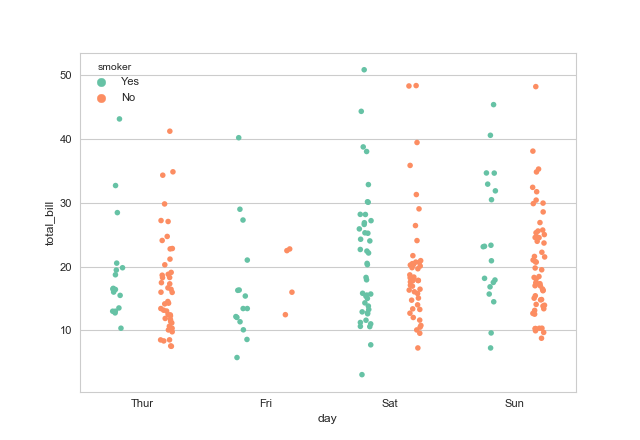 smoker
Yes
No
50
40
30
20
10
total_bill
Thur Fri Sat Sun
day